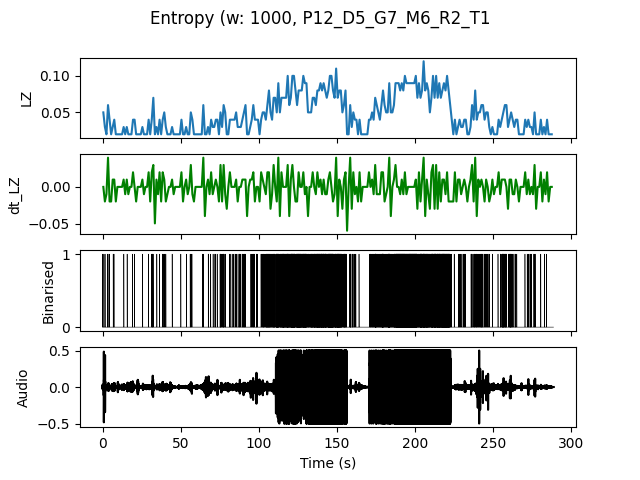 Entropy (w: 1000, P12_D5_G7_M6_R2_T1
0.10
0.05
LZ
0.00
−0.05
dt_LZ
1
0
Binarised
0.5
0.0
−0.5
Audio
0 50 100 150 200 250 300
Time (s)